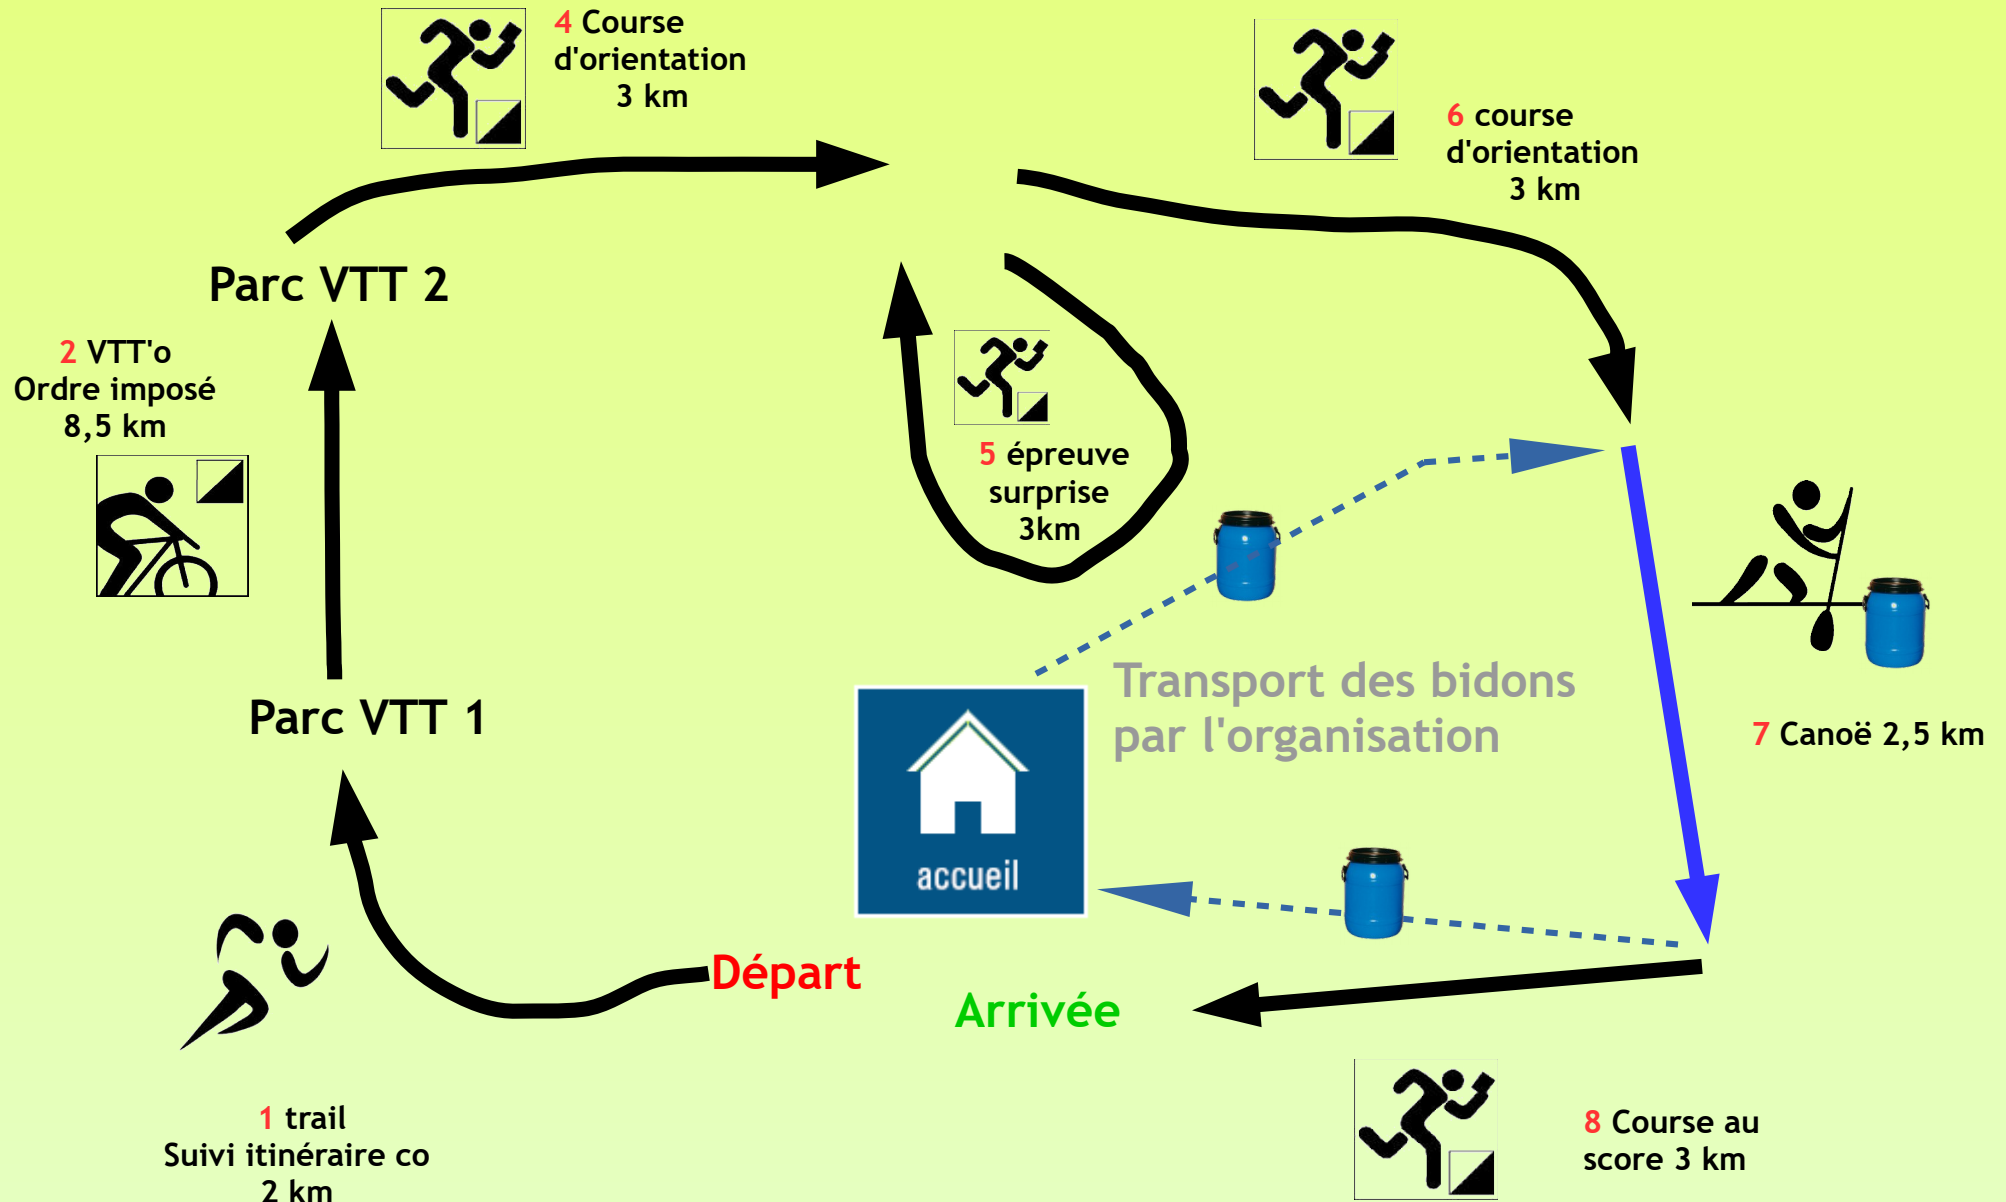 4 Course
d'orientation
3 km
6 course
d'orientation
3 km
Parc VTT 2
2 VTT'o
Ordre imposé
8,5 km
5 épreuve
surprise
3km
Transport des bidons
par l'organisation
Parc VTT 1
7 Canoë 2,5 km
accueil
Départ
Arrivée
1 trail
Suivi itinéraire co
2 km
8 Course au
score 3 km